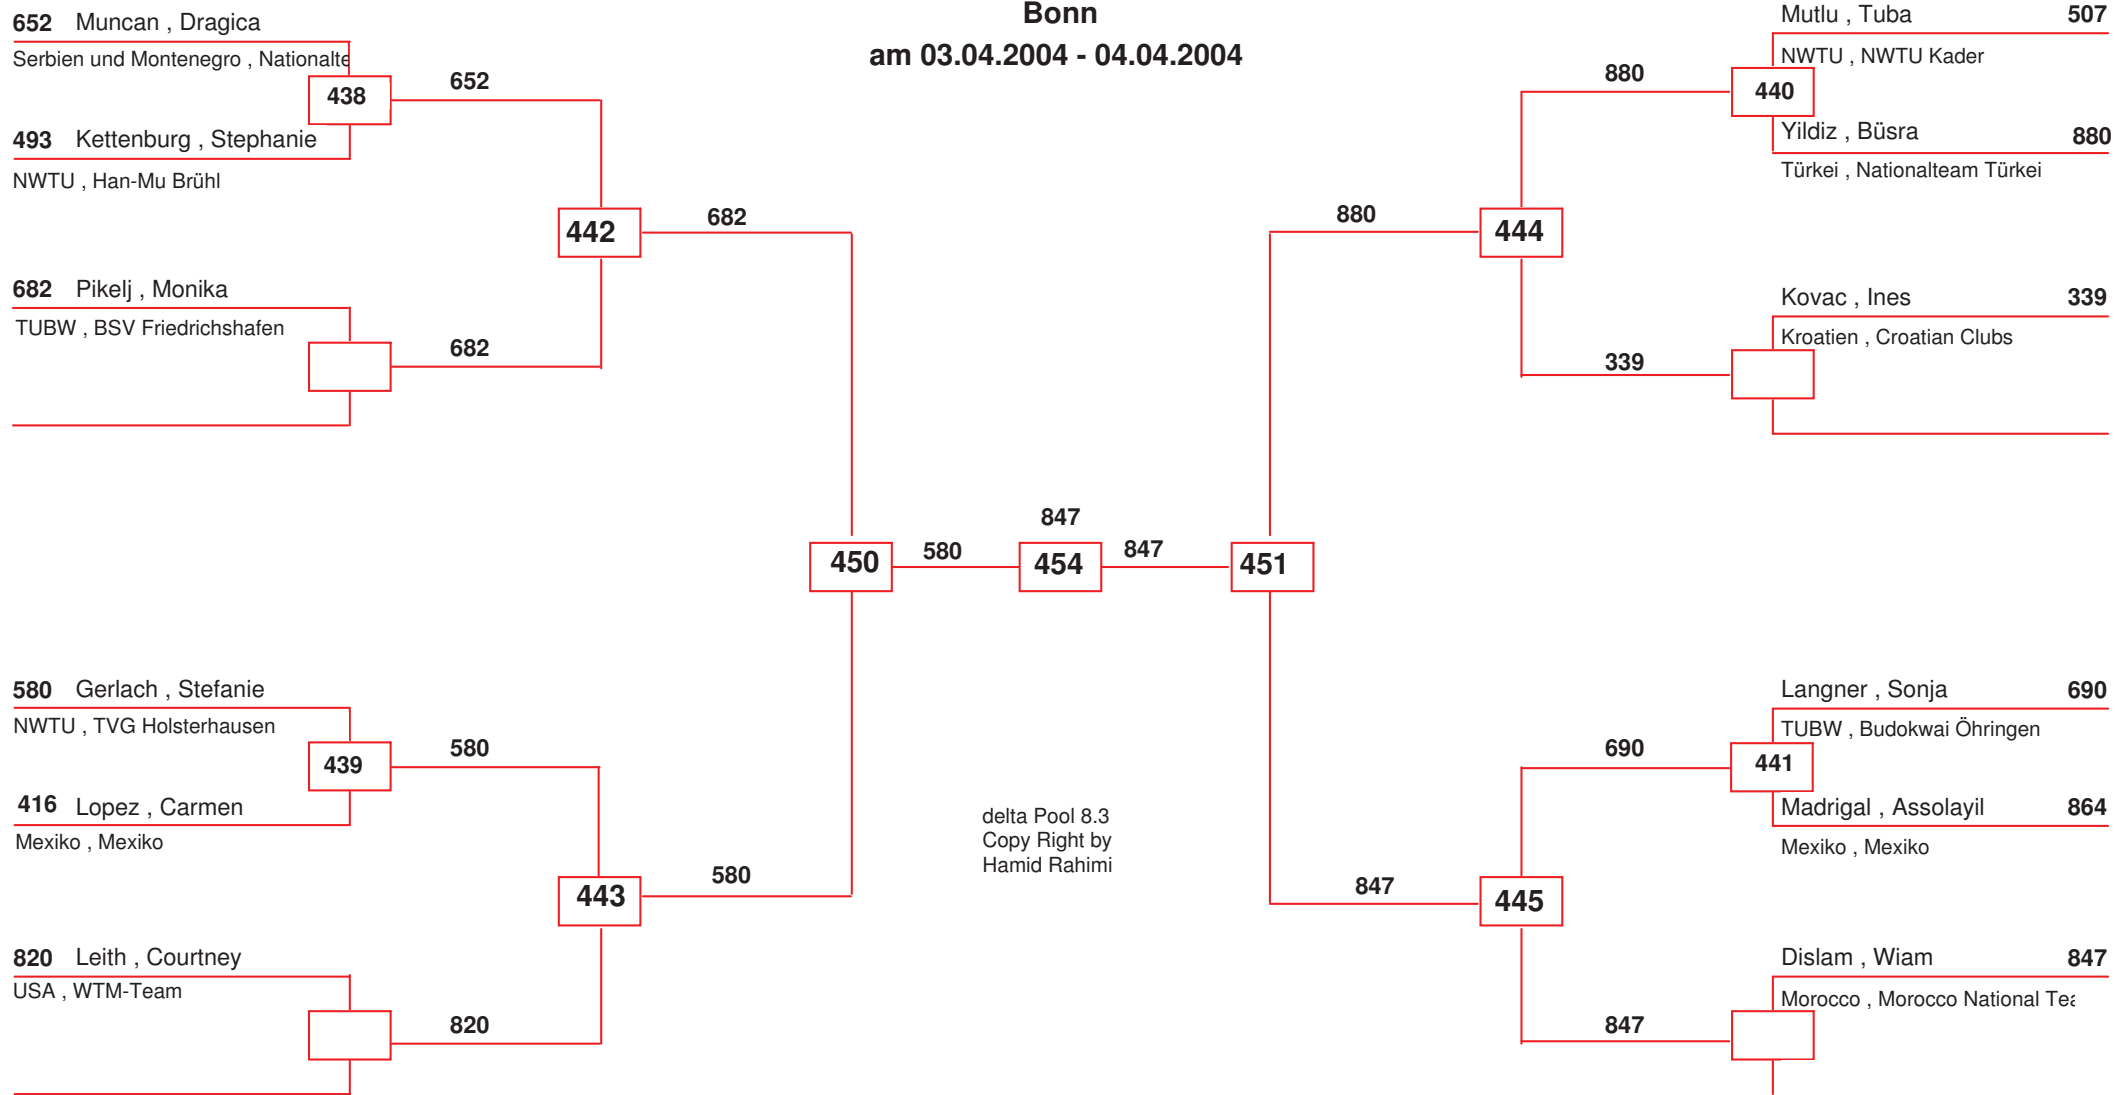 Bonn
am 03.04.2004 - 04.04.2004
652 Muncan , Dragica
Serbien und Montenegro , Nationalte
438
652
493 Kettenburg , Stephanie
NWTU , Han-Mu Brühl
442
682
682 Pikelj , Monika
TUBW , BSV Friedrichshafen
682
580 Gerlach , Stefanie
NWTU , TVG Holsterhausen
439
580
416 Lopez , Carmen
Mexiko , Mexiko
443
580
820 Leith , Courtney
USA , WTM-Team
820
847
450 580 454 847 451
delta Pool 8.3
Copy Right by
Hamid Rahimi
Mutlu , Tuba 507
NWTU , NWTU Kader
880
440
Yildiz , Büsra 880
Türkei , Nationalteam Türkei
880
444
Kovac , Ines 339
Kroatien , Croatian Clubs
339
Langner , Sonja 690
TUBW , Budokwai Öhringen
690
441
Madrigal , Assolayil 864
Mexiko , Mexiko
847
445
Dislam , Wiam 847
Morocco , Morocco National Tea
847